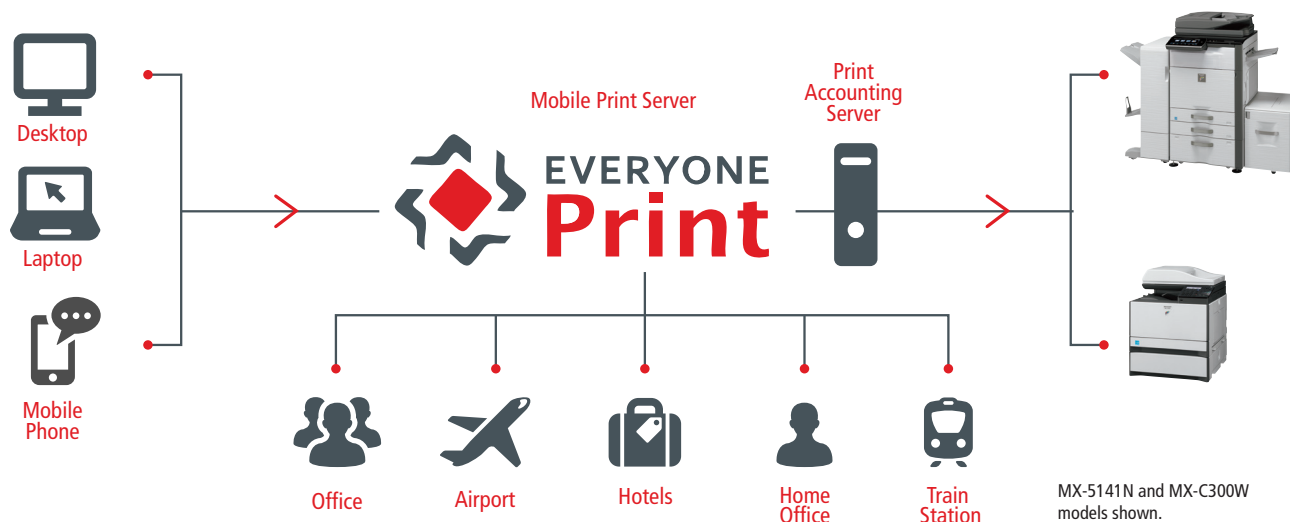 Desktop
Laptop
Mobile
Phone
Mobile Print Server
EVERYONE
Print
Print
Accounting
Server
Office
Airport
Hotels
Home
Office
Train
Station
MX-5141N and MX-C300W
models shown.